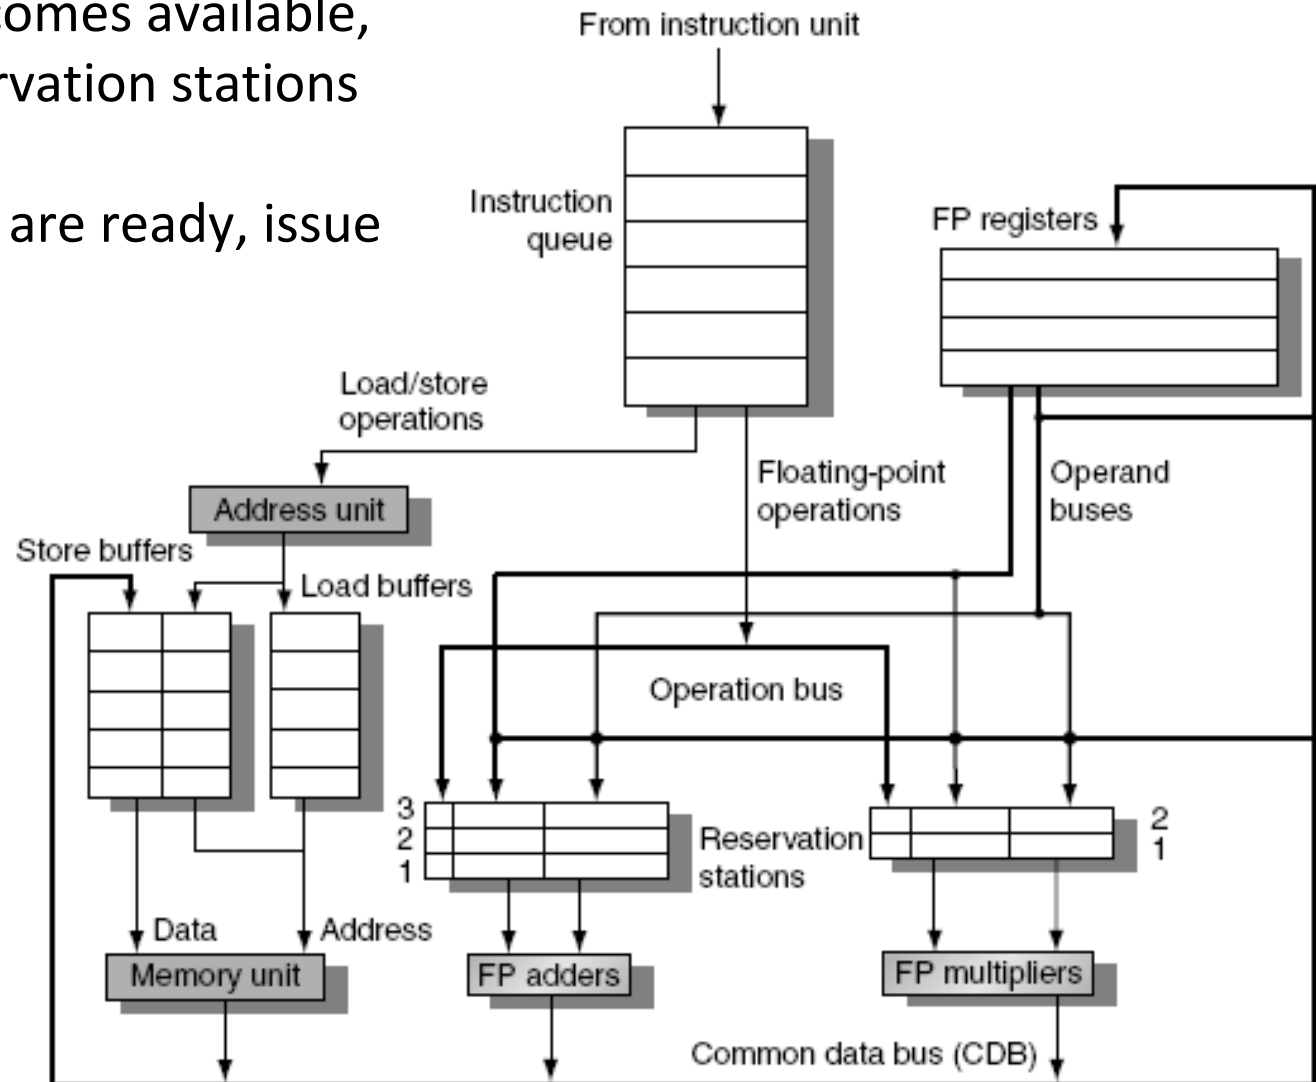 comes available,
rvation stations
are ready, issue
From instruction unit
Instruction
queue
FP registers
Load/store
operations
Floating-point
operations
Operand
buses
Address unit
Store buffers
Load buffers
Operation bus
3
2
1
Reservation
stations
2
1
Data
Address
Memory unit
FP adders
FP multipliers
Common data bus (CDB)